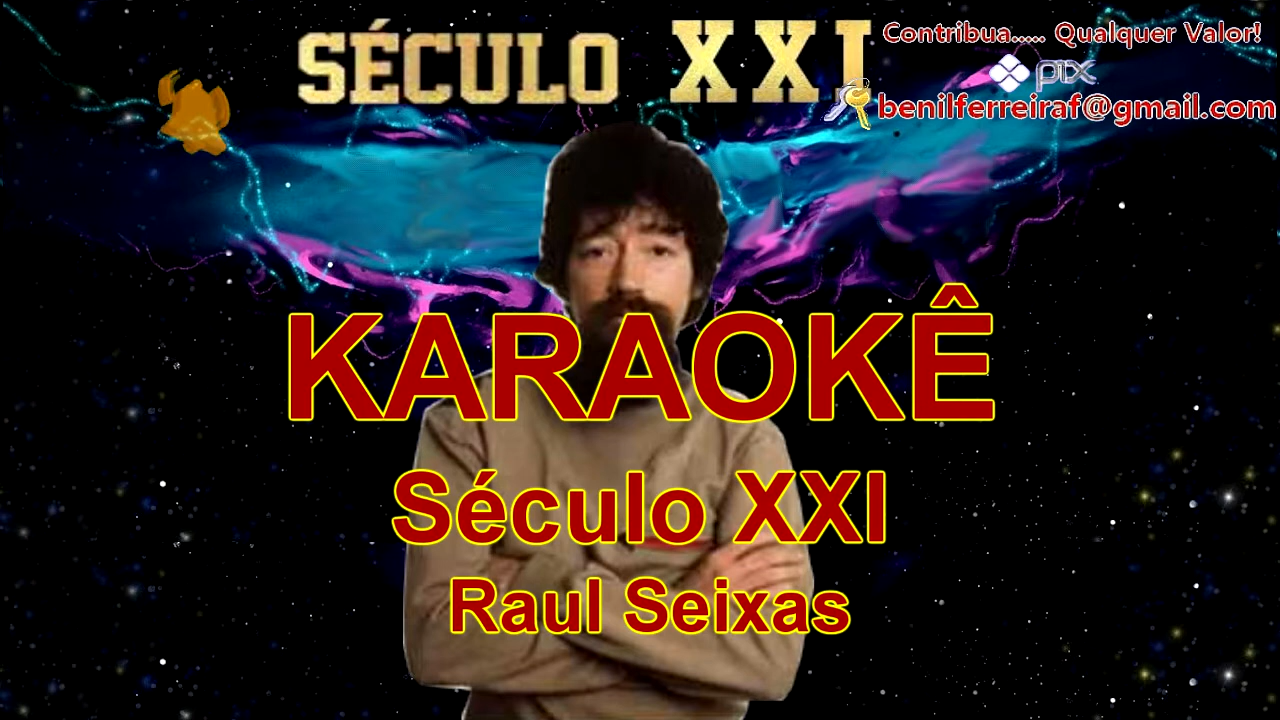 SÉCULO XXI
Contribua..... Qualquer Valor!
pix
benilferreiraf@gmail.com
KARAOKÊ
Século XXI
Raul Seixas